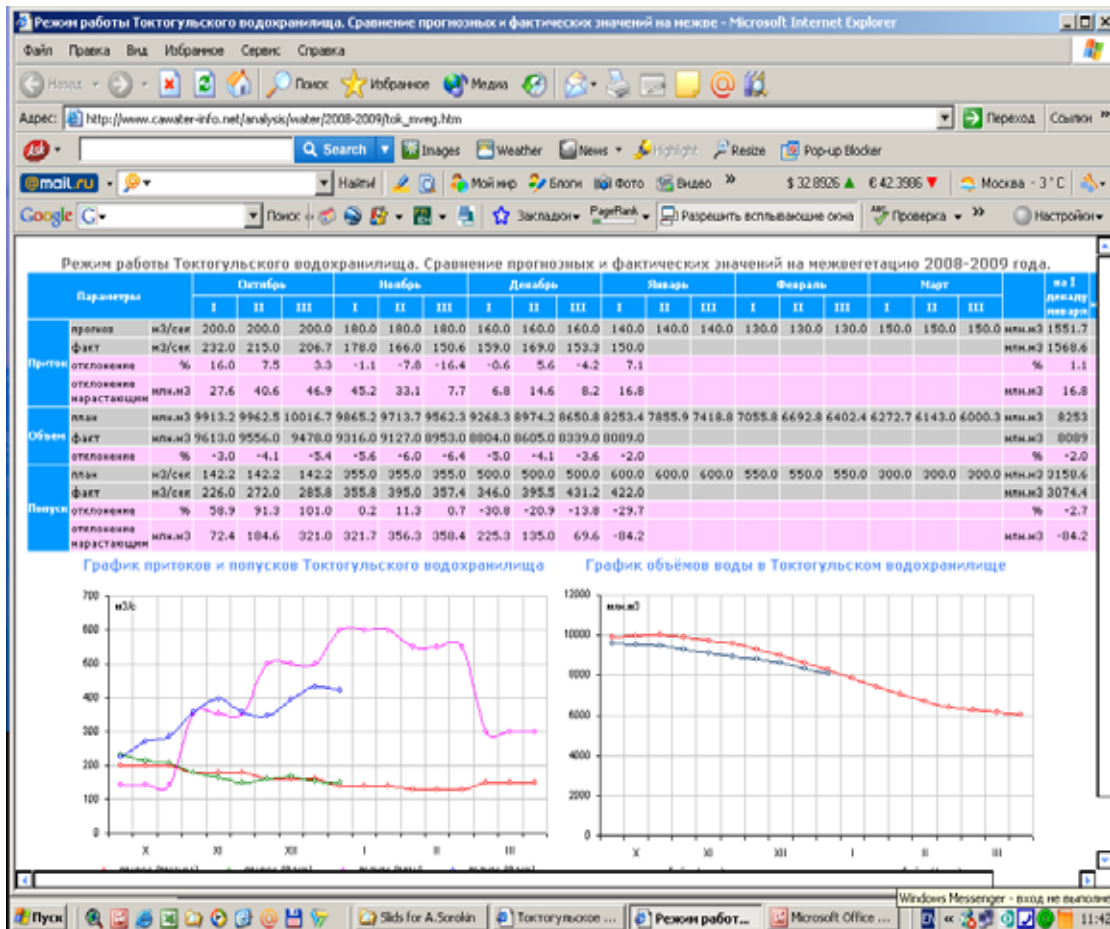 Режим работы Токтогульского водохранилища. Сравнение прогнозных и фактических значений на межве - Microsoft Internet Explorer
Файл Правка Вид Избранное Сервис Справка
Назад Поиск Избранное Медиа
Адрес: http://www.cawater-info.net/analysis/water/2008-2009/tok_mveg.htm Переход Ссылки »
Ask Search Images Weather News Highlight Resize Pop-up Blocker
@mail.ru Найти! Мой мир Блоги Фото Видео » $ 32.8926 € 42.3986 Москва - 3°C
Google G Поиск Закладки PageRank Разрешить всплывающие окна Проверка » Настройки
Режим работы Токтогульского водохранилища. Сравнение прогнозных и фактических значений на межвегетацию 2008-2009 года.
Параметры Октябрь Ноябрь Декабрь Январь Февраль Март на I декаду января
I II III I II III I II III I II III I II III I II III
Приток
прогноз м3/сек 200.0 200.0 200.0 180.0 180.0 180.0 160.0 160.0 160.0 140.0 140.0 140.0 130.0 130.0 130.0 150.0 150.0 150.0 млн.м3 1551.7
факт м3/сек 232.0 215.0 206.7 178.0 166.0 150.6 159.0 169.0 153.3 150.0 млн.м3 1568.6
отклонение % 16.0 7.5 3.3 -1.1 -7.8 -16.4 -0.6 5.6 -4.2 7.1 % 1.1
отклонение нарастающим млн.м3 27.6 40.6 46.9 45.2 33.1 7.7 6.8 14.6 8.2 16.8 млн.м3 16.8
Объем
план млн.м3 9913.2 9962.5 10016.7 9865.2 9713.7 9562.3 9268.3 8974.2 8650.8 8253.4 7855.9 7418.8 7055.8 6692.8 6402.4 6272.7 6143.0 6000.3 млн.м3 8253
факт млн.м3 9613.0 9556.0 9478.0 9316.0 9127.0 8953.0 8804.0 8605.0 8339.0 8089.0 млн.м3 8089
отклонение % -3.0 -4.1 -5.4 -5.6 -6.0 -6.4 -5.0 -4.1 -3.6 -2.0 % -2.0
Попуск
план м3/сек 142.2 142.2 142.2 355.0 355.0 355.0 500.0 500.0 500.0 600.0 600.0 600.0 550.0 550.0 550.0 300.0 300.0 300.0 млн.м3 3158.6
факт м3/сек 226.0 272.0 285.8 355.8 395.0 357.4 346.0 395.5 431.2 422.0 млн.м3 3074.4
отклонение % 58.9 91.3 101.0 0.2 11.3 0.7 -30.8 -20.9 -13.8 -29.7 % -2.7
отклонение нарастающим млн.м3 72.4 184.6 321.0 321.7 356.3 358.4 225.3 135.0 69.6 -84.2 млн.м3 -84.2
График притоков и попусков Токтогульского водохранилища
м3/с
700
600
500
400
300
200
100
0
X XI XII I II III
График объёмов воды в Токтогульском водохранилище
млн.м3
12000
10000
8000
6000
4000
2000
0
X XI XII I II III
Windows Messenger - вход не выполне
Пуск Slids for A.Sorokin Токтогульское ... Режим работ... Microsoft Office ... EN « 11:42